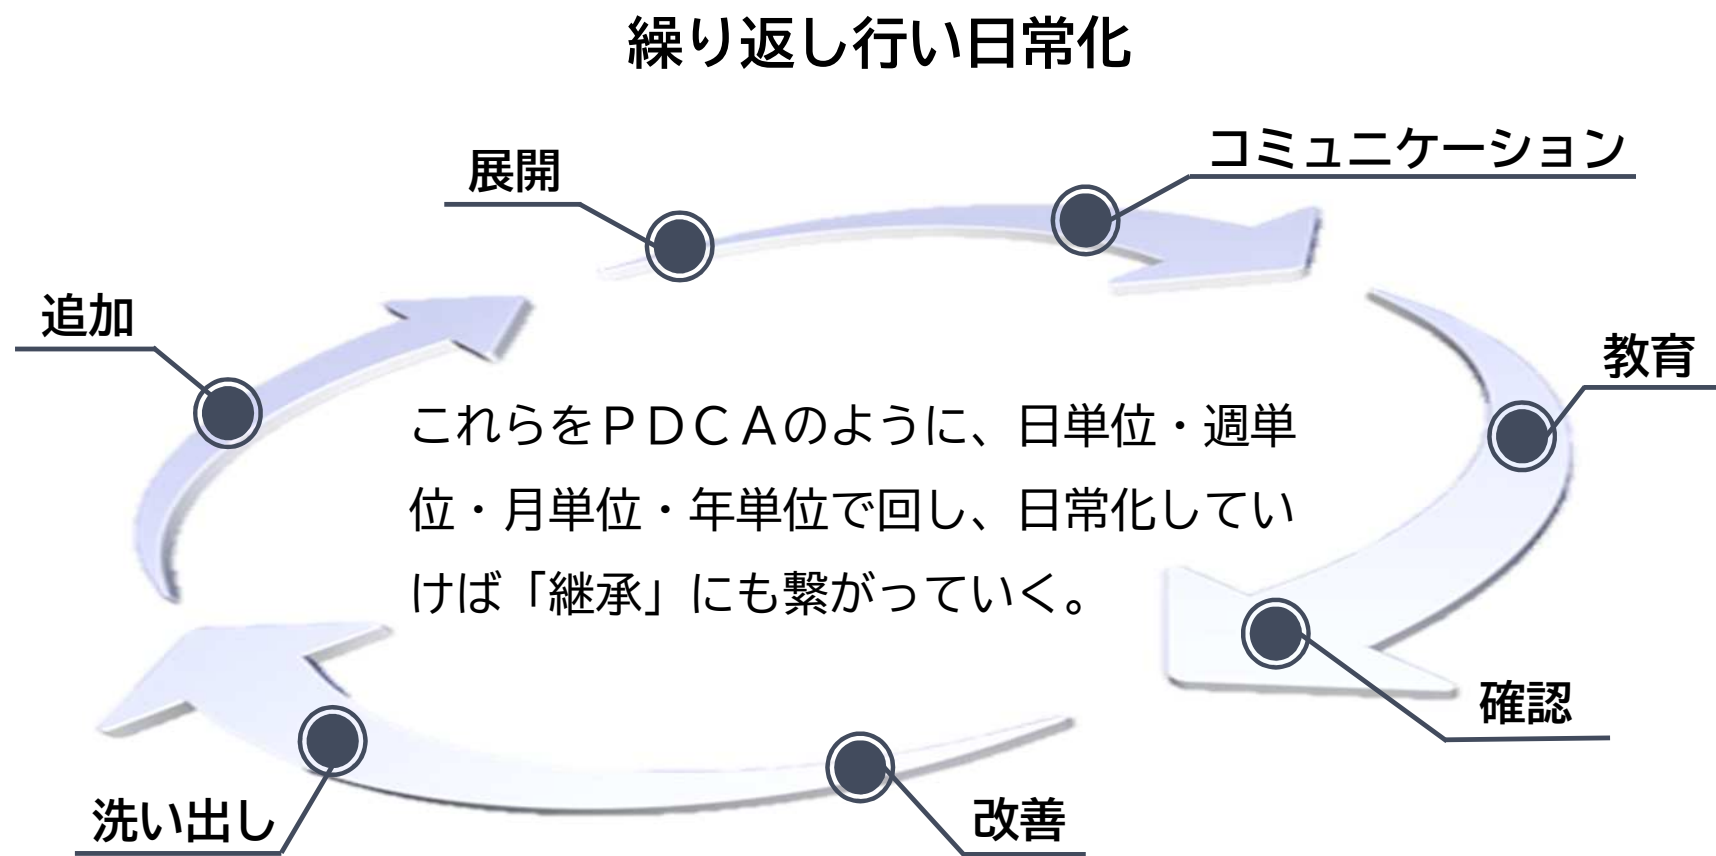 繰り返し行い日常化
展開
コミュニケーション
追加
教育
これらをＰＤＣＡのように、日単位・週単
位・月単位・年単位で回し、日常化してい
けば「継承」にも繋がっていく。
確認
洗い出し
改善